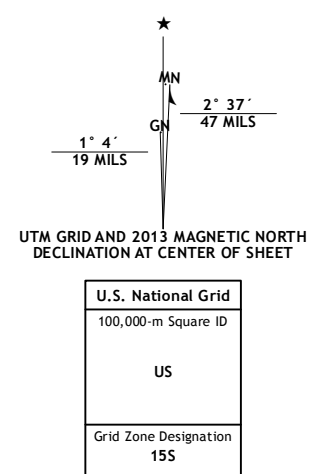 ★
MN
GN
2° 37´
47 MILS
1° 4´
19 MILS
UTM GRID AND 2013 MAGNETIC NORTH
DECLINATION AT CENTER OF SHEET
U.S. National Grid
100,000-m Square ID
US
Grid Zone Designation
15S